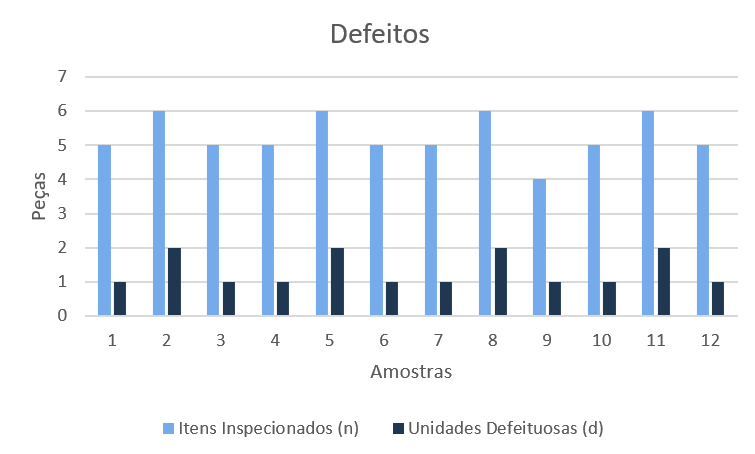 Defeitos
7
6
5
4
3
2
1
0
Peças
1 2 3 4 5 6 7 8 9 10 11 12
Amostras
Itens Inspecionados (n) Unidades Defeituosas (d)